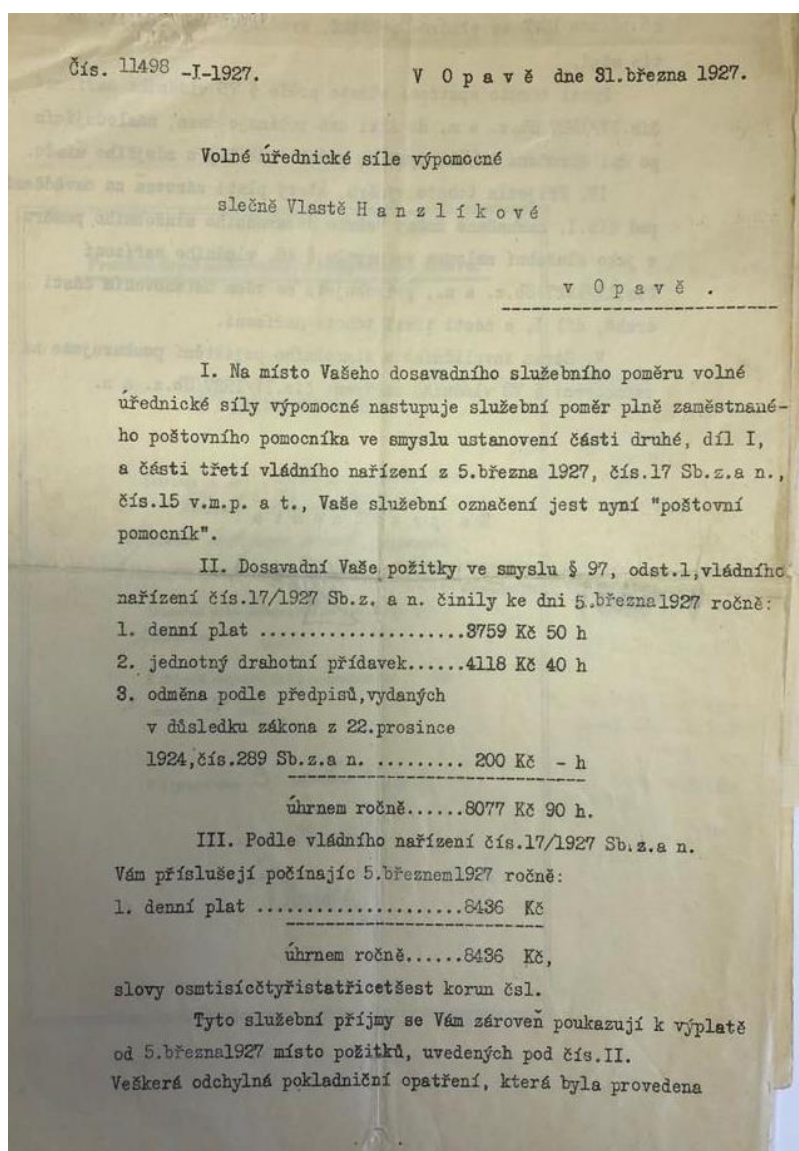 Čís. 11498 -I-1927. V Opavě dne 31.března 1927.
Volné úřednické síle výpomocné
slečně Vlastě Hanzlíkové
v Opavě .
I. Na místo Vašeho dosavadního služebního poměru volné
úřednické síly výpomocné nastupuje služební poměr plně zaměstnané-
ho poštovního pomocníka ve smyslu ustanovení části druhé, díl I,
a části třetí vládního nařízení z 5.března 1927, čís.17 Sb.z.a n.,
čís.15 v.m.p. a t., Vaše služební označení jest nyní "poštovní
pomocník".
II. Dosavadní Vaše požitky ve smyslu § 97, odst.1,vládního
nařízení čís.17/1927 Sb.z. a n. činily ke dni 5.března1927 ročně:
1. denní plat ......................3759 Kč 50 h
2. jednotný drahotní přídavek......4118 Kč 40 h
3. odměna podle předpisů,vydaných
v důsledku zákona z 22.prosince
1924,čís.289 Sb.z.a n. ......... 200 Kč - h
úhrnem ročně......8077 Kč 90 h.
III. Podle vládního nařízení čís.17/1927 Sb.z.a n.
Vám příslušejí počínajíc 5.březnem1927 ročně:
1. denní plat ......................8436 Kč
úhrnem ročně......8436 Kč,
slovy osmtisícčtyřistatřicetšest korun čsl.
Tyto služební příjmy se Vám zároveň poukazují k výplatě
od 5.března1927 místo požitků, uvedených pod čís.II.
Veškerá odchylná pokladniční opatření, která byla provedena